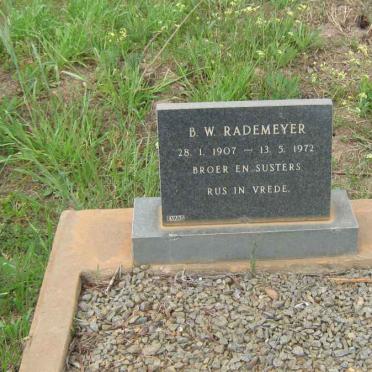 B. W. RADEMEYER
28. 1. 1907 — 13. 5. 1972
BROER EN SUSTERS
RUS IN VREDE.